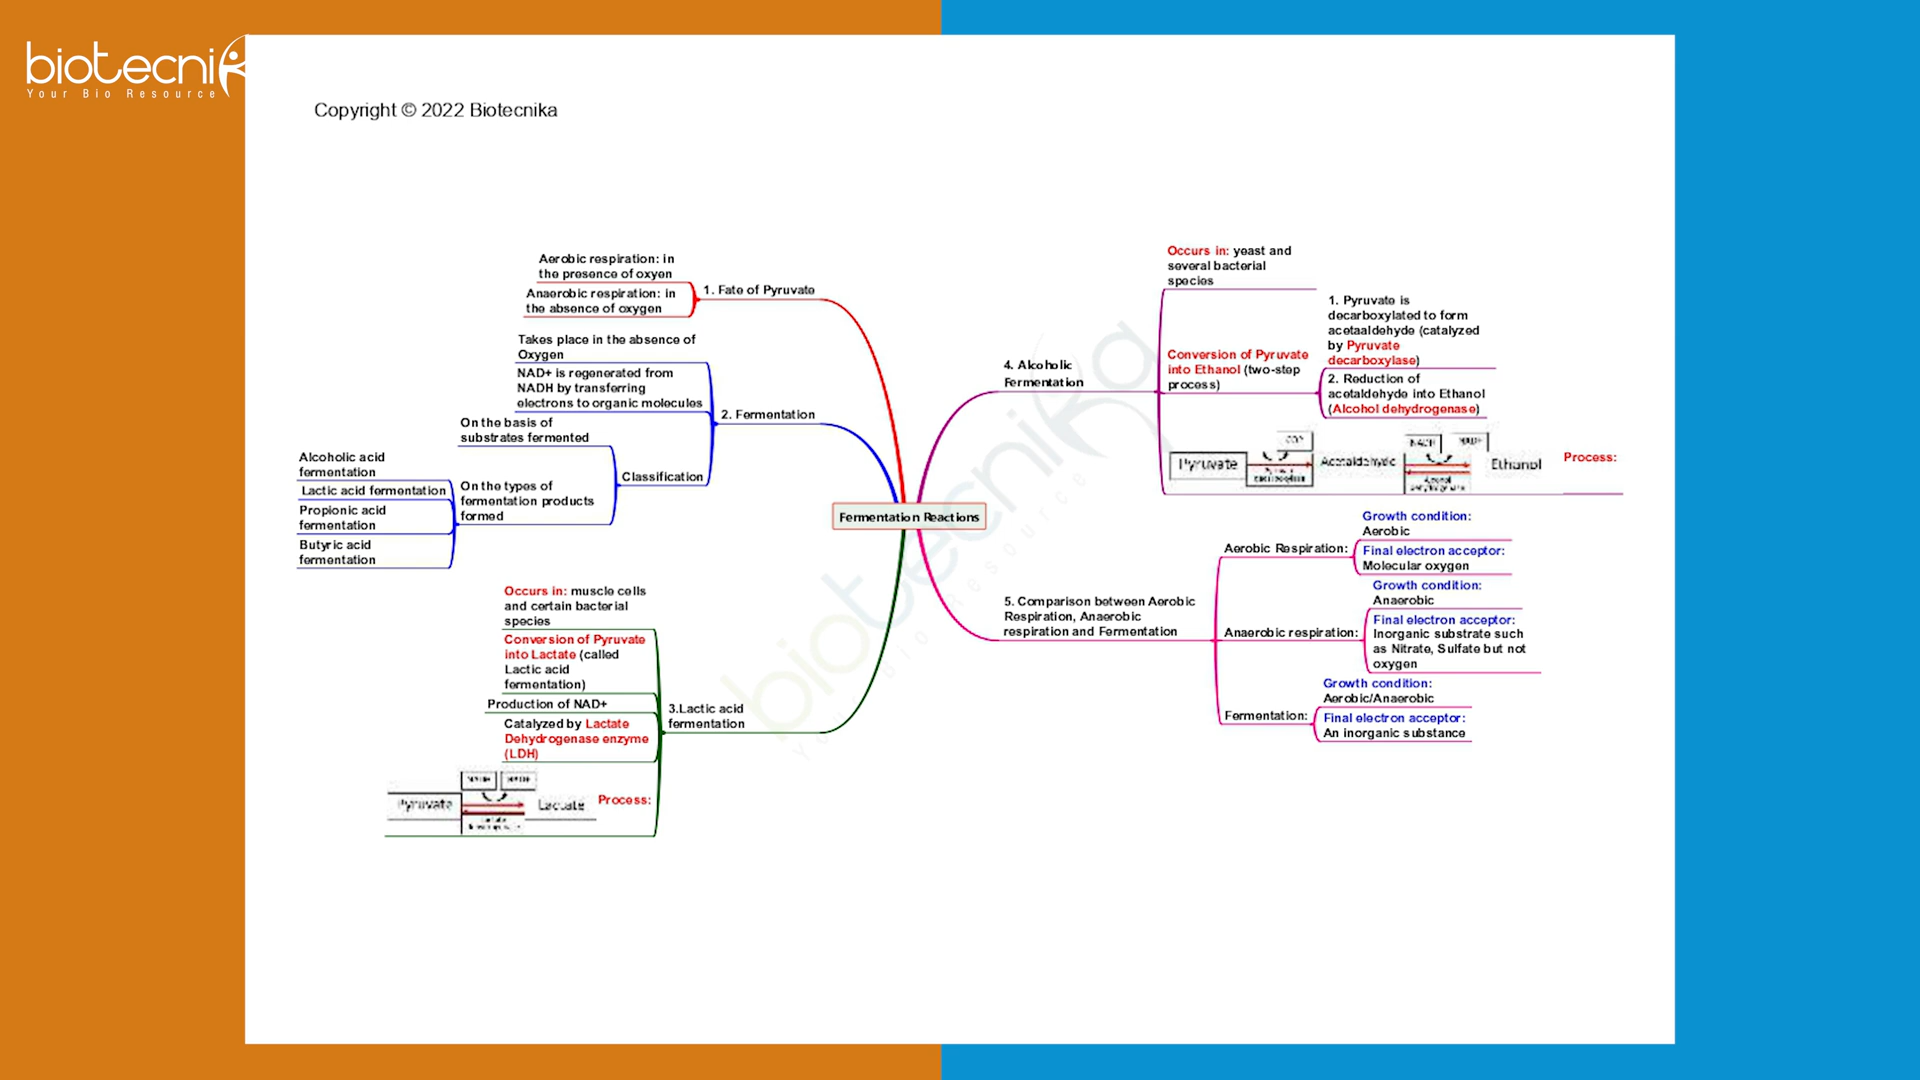 biotecnika
Your Bio Resource
Copyright © 2022 Biotecnika
Fermentation Reactions
1. Fate of Pyruvate
Aerobic respiration: in
the presence of oxyen
Anaerobic respiration: in
the absence of oxygen
2. Fermentation
Takes place in the absence of
Oxygen
NAD+ is regenerated from
NADH by transferring
electrons to organic molecules
Classification
On the basis of
substrates fermented
On the types of
fermentation products
formed
Alcoholic acid
fermentation
Lactic acid fermentation
Propionic acid
fermentation
Butyric acid
fermentation
3.Lactic acid
fermentation
Occurs in: muscle cells
and certain bacterial
species
Conversion of Pyruvate
into Lactate (called
Lactic acid
fermentation)
Production of NAD+
Catalyzed by Lactate
Dehydrogenase enzyme
(LDH)
Process:
Pyruvate
Lactate
4. Alcoholic
Fermentation
Occurs in: yeast and
several bacterial
species
Conversion of Pyruvate
into Ethanol (two-step
process)
1. Pyruvate is
decarboxylated to form
acetaaldehyde (catalyzed
by Pyruvate
decarboxylase)
2. Reduction of
acetaldehyde into Ethanol
(Alcohol dehydrogenase)
Process:
Pyruvate
Acetaldehyde
NADH
NAD+
Ethanol
5. Comparison between Aerobic
Respiration, Anaerobic
respiration and Fermentation
Aerobic Respiration:
Growth condition:
Aerobic
Final electron acceptor:
Molecular oxygen
Anaerobic respiration:
Growth condition:
Anaerobic
Final electron acceptor:
Inorganic substrate such
as Nitrate, Sulfate but not
oxygen
Fermentation:
Growth condition:
Aerobic/Anaerobic
Final electron acceptor:
An inorganic substance
biotecnika